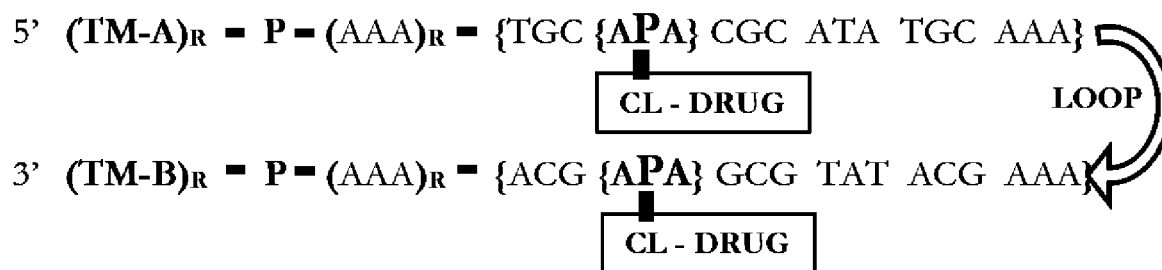 5' (TM-A)R - P - (AAA)R - {TGC {APA} CGC ATA TGC AAA}
CL - DRUG
LOOP
3' (TM-B)R - P - (AAA)R - {ACG {APA} GCG TAT ACG AAA}
CL - DRUG